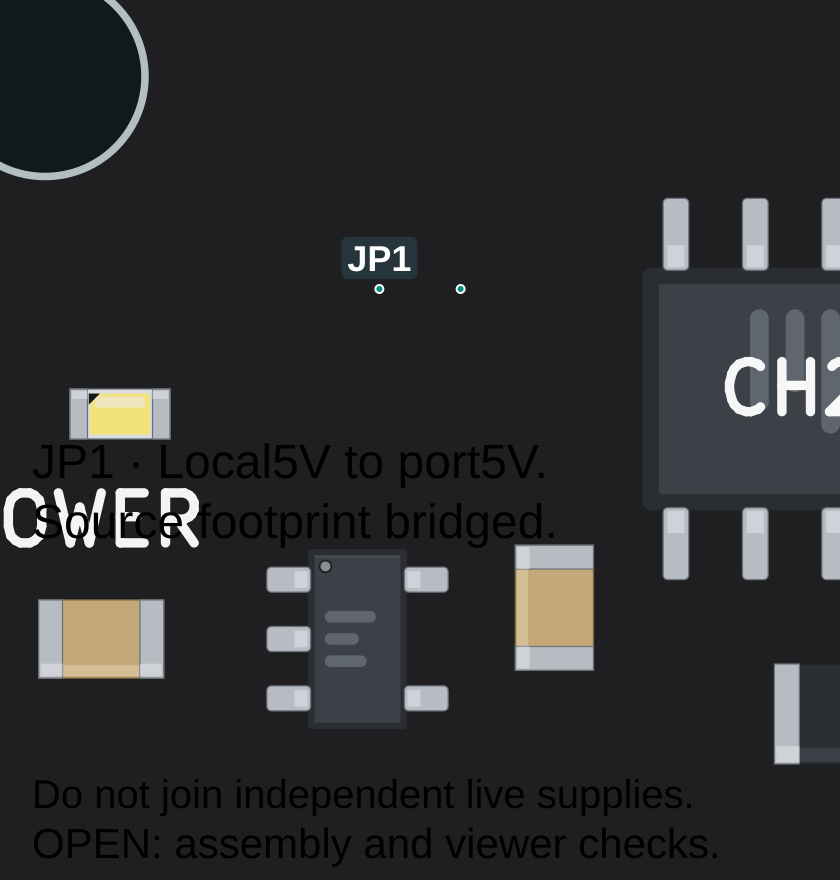 JP1
CH2
JP1 · Local5V to port5V.
OWER
Source footprint bridged.
Do not join independent live supplies.
OPEN: assembly and viewer checks.